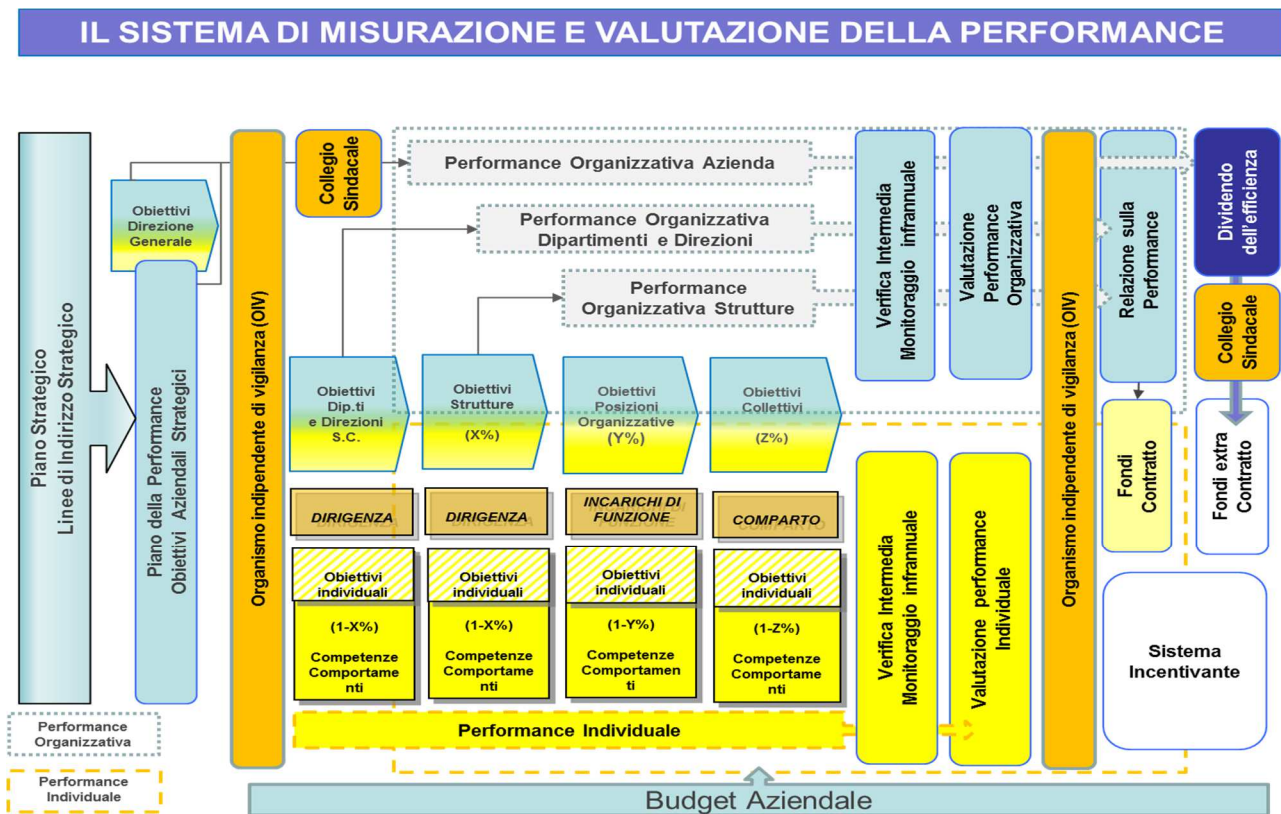 IL SISTEMA DI MISURAZIONE E VALUTAZIONE DELLA PERFORMANCE
Piano Strategico
Linee di Indirizzo Strategico
Obiettivi
Direzione
Generale
Piano della Performance
Obiettivi Aziendali Strategici
Organismo indipendente di vigilanza (OIV)
Collegio
Sindacale
Performance Organizzativa Azienda
Performance Organizzativa
Dipartimenti e Direzioni
Performance
Organizzativa Strutture
Verifica Intermedia
Monitoraggio infrannuale
Valutazione
Performance
Organizzativa
Organismo indipendente di vigilanza (OIV)
Relazione sulla
Performance
Dividendo
dell'efficienza
Collegio
Sindacale
Fondi extra
Contratto
Fondi
Contratto
Obiettivi
Dip.ti
e Direzioni
S.C.
Obiettivi
Strutture
(X%)
Obiettivi
Posizioni
Organizzative
(Y%)
Obiettivi
Collettivi
(Z%)
DIRIGENZA
DIRIGENZA
INCARICHI DI
FUNZIONE
COMPARTO
Obiettivi
individuali
(1-X%)
Competenze
Comportame
nti
Obiettivi
individuali
(1-X%)
Competenze
Comportame
nti
Obiettivi
individuali
(1-Y%)
Competenze
Comportamen
ti
Obiettivi
individuali
(1-Z%)
Competenze
Comportame
nti
Verifica Intermedia
Monitoraggio infrannuale
Valutazione performance
Individuale
Sistema
Incentivante
Performance Individuale
Performance
Organizzativa
Performance
Individuale
Budget Aziendale